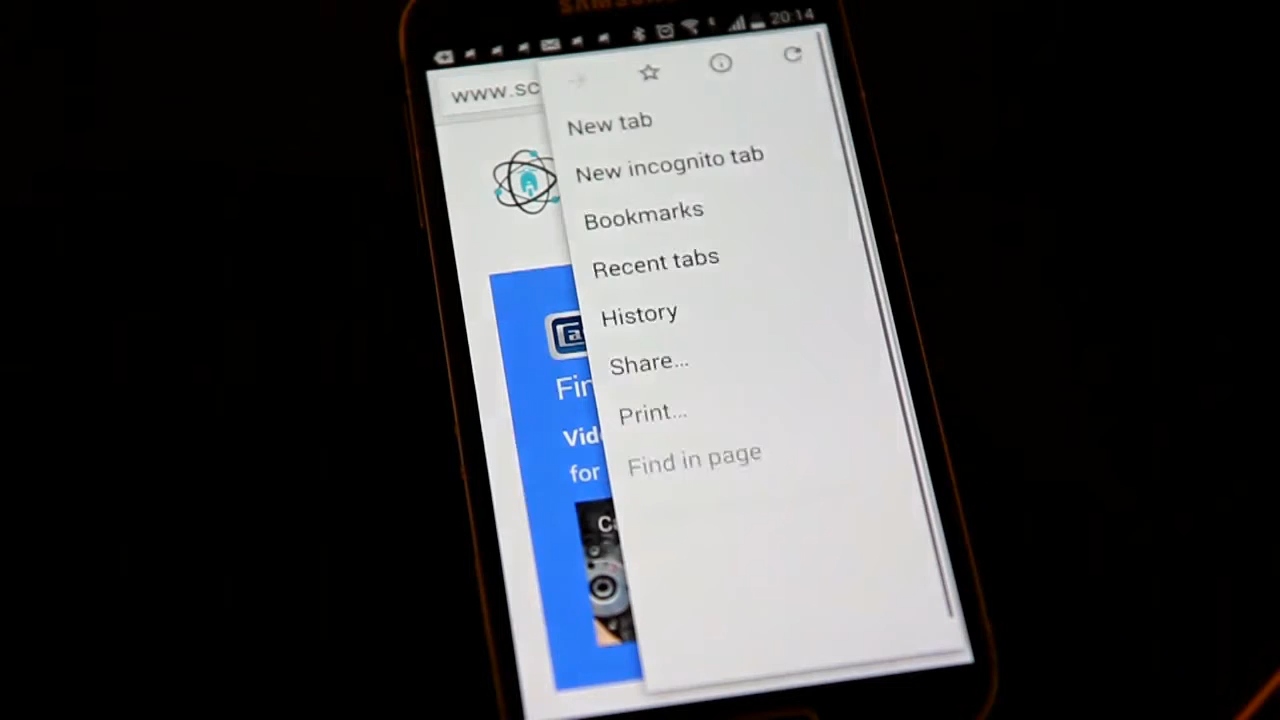 SAMSUNG
20:14
www.sc
New tab
New incognito tab
Bookmarks
Recent tabs
History
Share...
Print...
Find in page
Fin
Vid
for